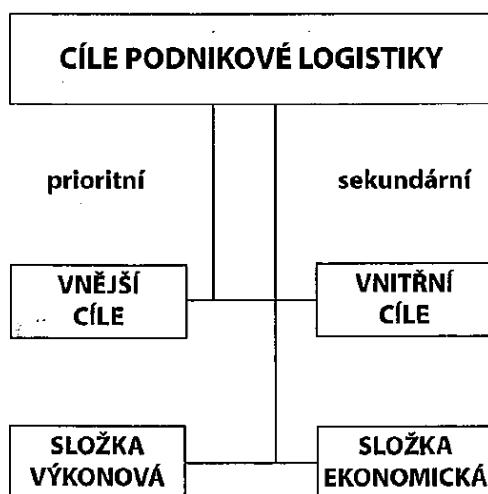 CÍLE PODNIKOVÉ LOGISTIKY
prioritní
sekundární
VNĚJŠÍ
CÍLE
VNITŘNÍ
CÍLE
SLOŽKA
VÝKONOVÁ
SLOŽKA
EKONOMICKÁ